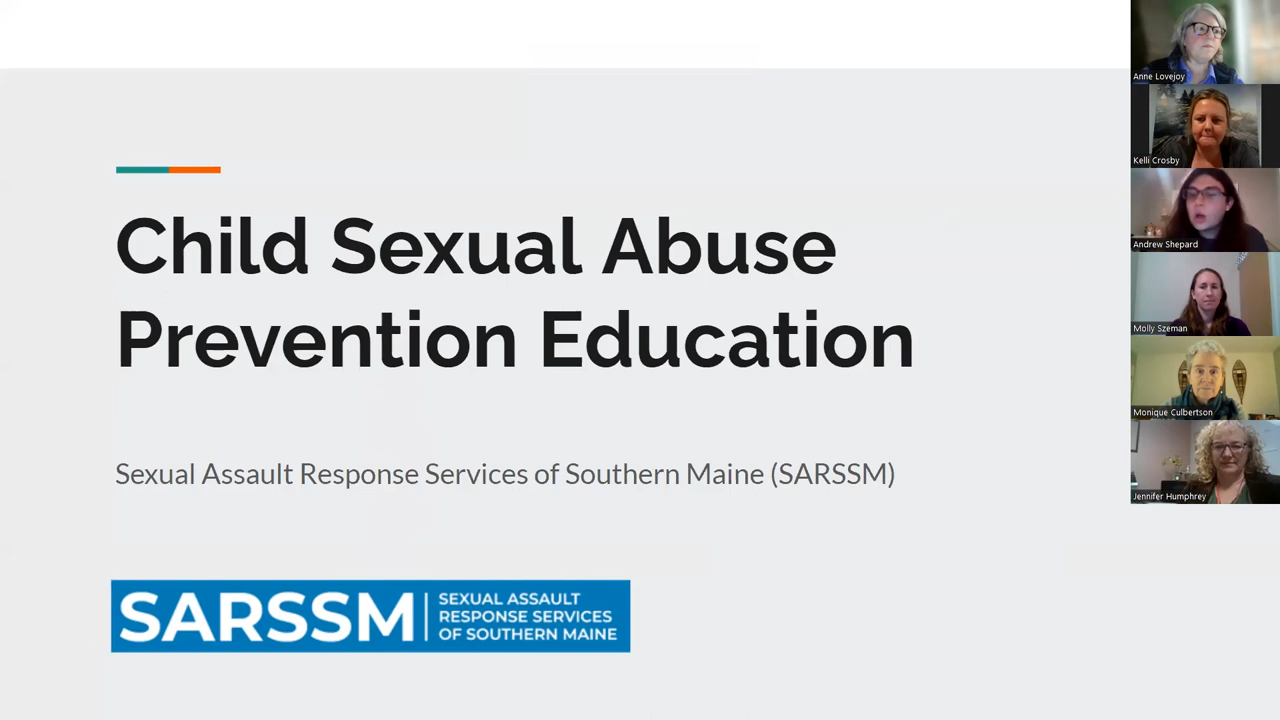 Child Sexual Abuse
Prevention Education
Sexual Assault Response Services of Southern Maine (SARSSM)
SARSSM
SEXUAL ASSAULT
RESPONSE SERVICES
OF SOUTHERN MAINE
Anne Lovejoy
Kelli Crosby
Andrew Shepard
Molly Szeman
Monique Culbertson
Jennifer Humphrey